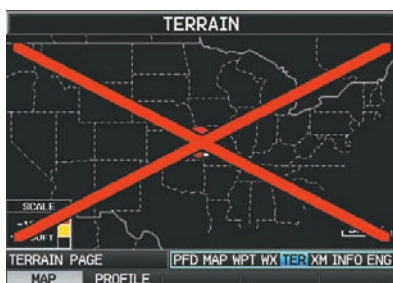 TERRAIN
SCALE
TERRAIN PAGE
PFD MAP WPT WX TER XM INFO ENG
MAP PROFILE